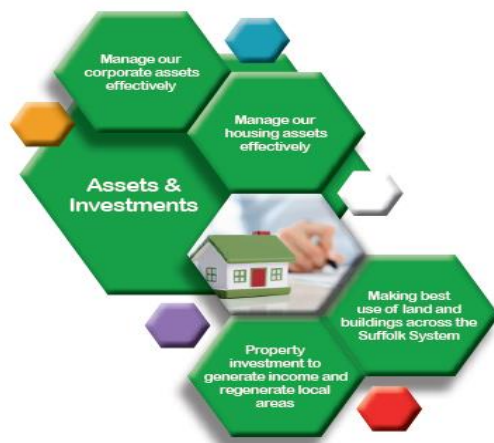 Manage our
corporate assets
effectively
Manage our
housing assets
effectively
Assets &
Investments
Making best
use of land and
buildings across the
Suffolk System
Property
investment to
generate income and
regenerate local
areas